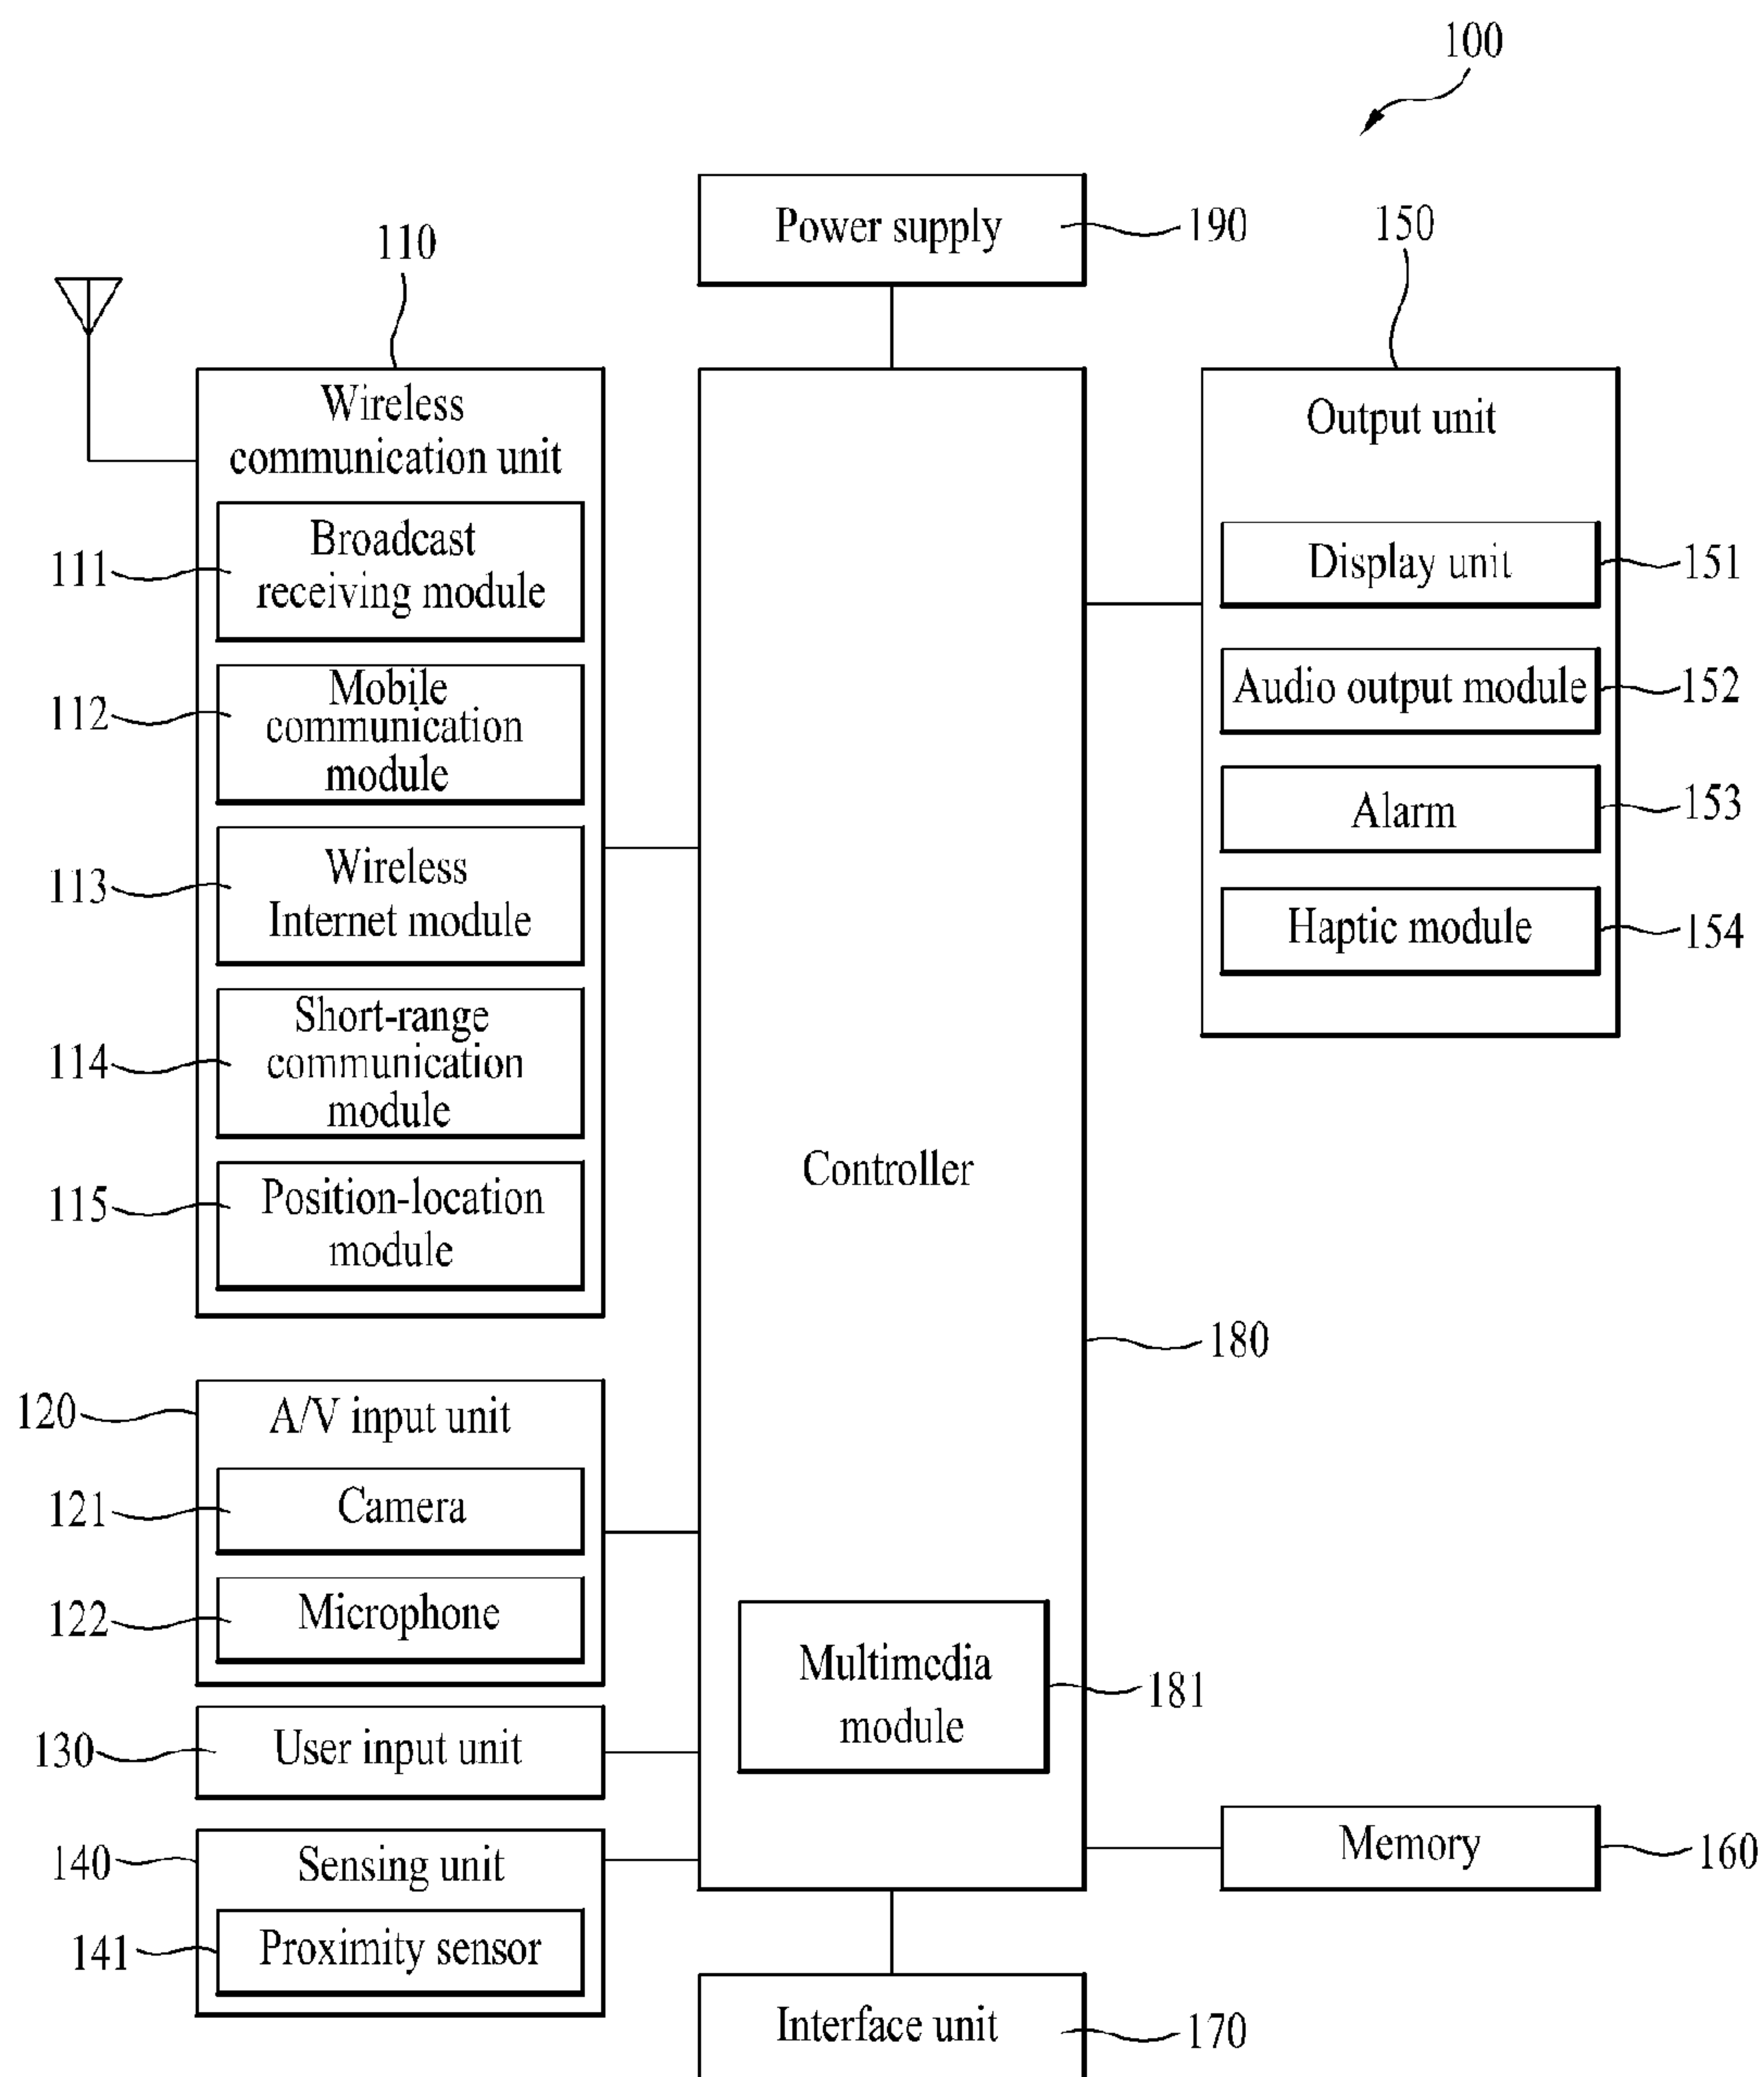 100
Power supply
190
150
110
Wireless
communication unit
Output unit
Broadcast
receiving module
111
Display unit
151
Mobile
communication
module
112
Audio output module
152
Alarm
153
Wireless
Internet module
113
Haptic module
154
Short-range
communication
module
114
Controller
Position-location
module
115
180
120
A/V input unit
121
Camera
122
Microphone
Multimedia
module
181
130
User input unit
140
Sensing unit
Memory
160
141
Proximity sensor
Interface unit
170